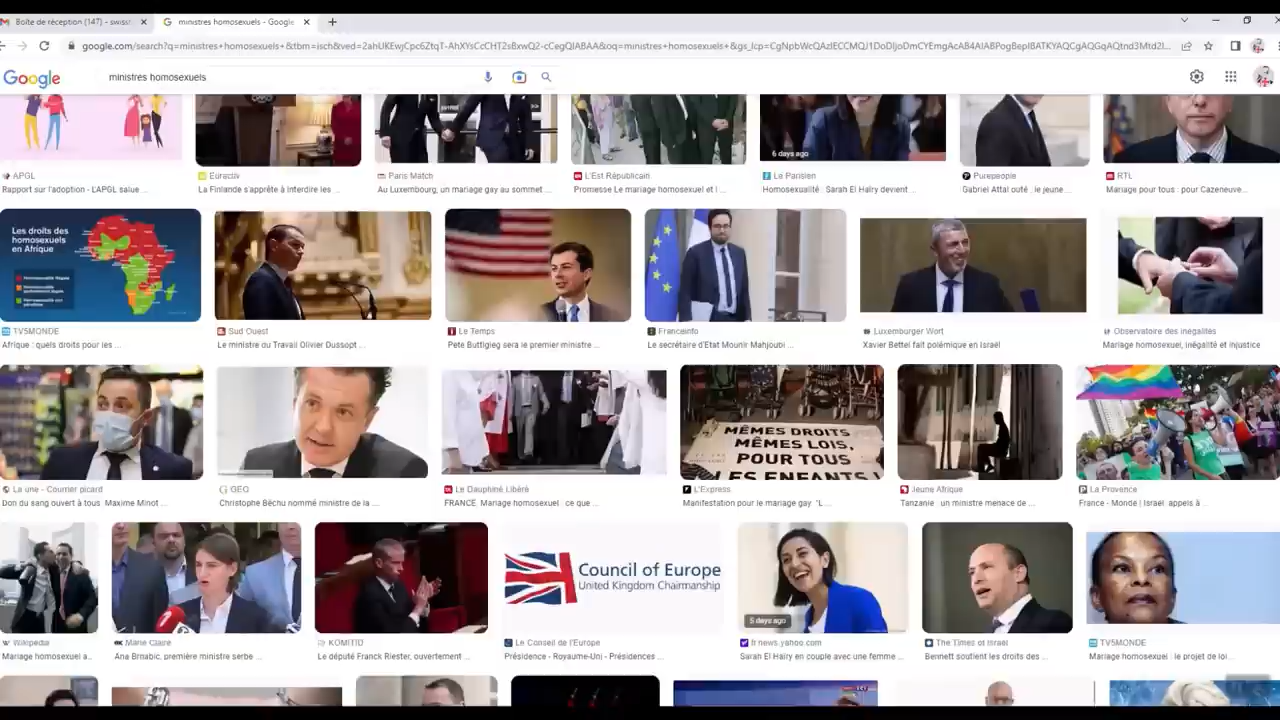 Boîte de réception (147) - swiss
ministres homosexuels - Google
google.com/search?q=ministres+homosexuels+&tbm=isch&ved=
ministres homosexuels
6 days ago
APGL
Rapport sur l'adoption - L'APGL salue ...
Euractiv
La Finlande s'apprête à interdire les ...
Paris Match
Au Luxembourg, un mariage gay au sommet ...
L'Est Républicain
Promesse Le mariage homosexuel et l ...
Le Parisien
Homosexualité : Sarah El Haïry devient ...
Purepeople
Gabriel Attal outé : le jeune ...
RTL
Mariage pour tous : pour Cazeneuve...
Les droits des
homosexuels
en Afrique
TV5MONDE
Afrique : quels droits pour les ...
Sud Ouest
Le ministre du Travail Olivier Dussopt ...
Le Temps
Pete Buttigieg sera le premier ministre ...
Franceinfo
Le secrétaire d'Etat Mounir Mahjoubi ...
Luxemburger Wort
Xavier Bettel fait polémique en Israël
Observatoire des inégalités
Mariage homosexuel, inégalité et injustice
La une - Courrier picard
Don du sang ouvert à tous Maxime Minot ...
GEO
Christophe Béchu nommé ministre de la ...
Le Dauphiné Libéré
FRANCE. Mariage homosexuel : ce que ...
MÊMES DROITS
MÊMES LOIS,
POUR TOUS
LES ENFANTS !
L'Express
Manifestation pour le mariage gay. "L ...
Jeune Afrique
Tanzanie : un ministre menace de ...
La Provence
France - Monde | Israël : appels à ...
Wikipedia
Mariage homosexuel a...
Marie Claire
Ana Brnabic, première ministre serbe ...
KOMITID
Le député Franck Riester, ouvertement ...
Council of Europe
United Kingdom Chairmanship
Le Conseil de l'Europe
Présidence - Royaume-Uni - Présidences ...
5 days ago
fr.news.yahoo.com
Sarah El Haïry en couple avec une femme ...
The Times of Israel
Bennett soutient les droits des ...
TV5MONDE
Mariage homosexuel : le projet de loi...